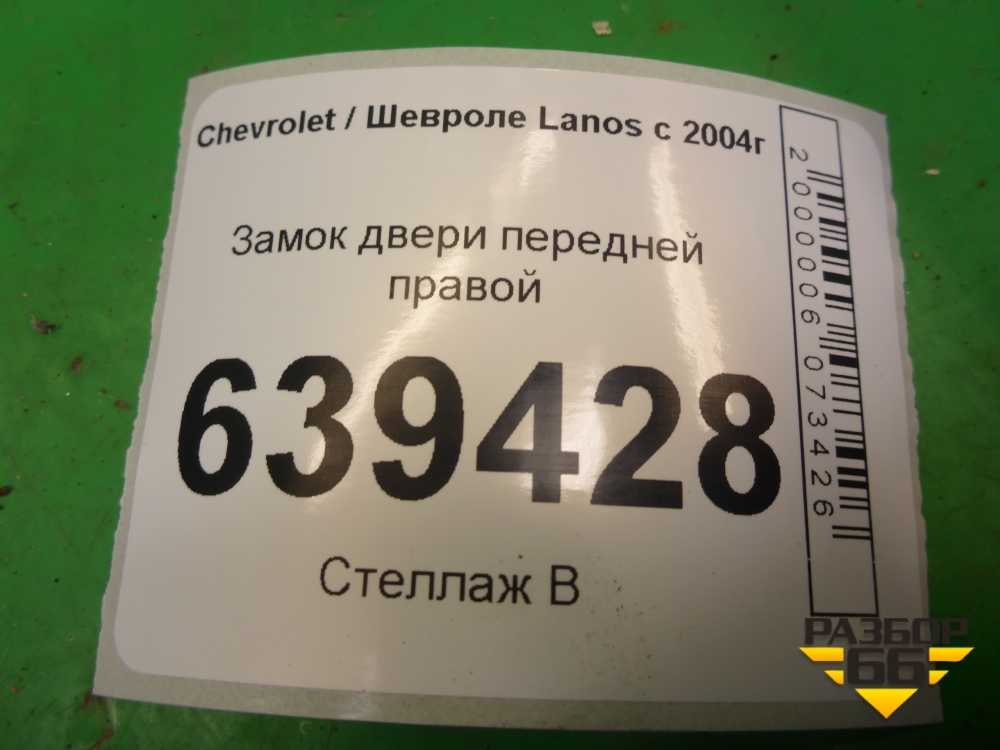 Chevrolet / Шевроле Lanos с 2004г
Замок двери передней
правой
639428
Стеллаж В
2000006073426
РАЗБОР
66